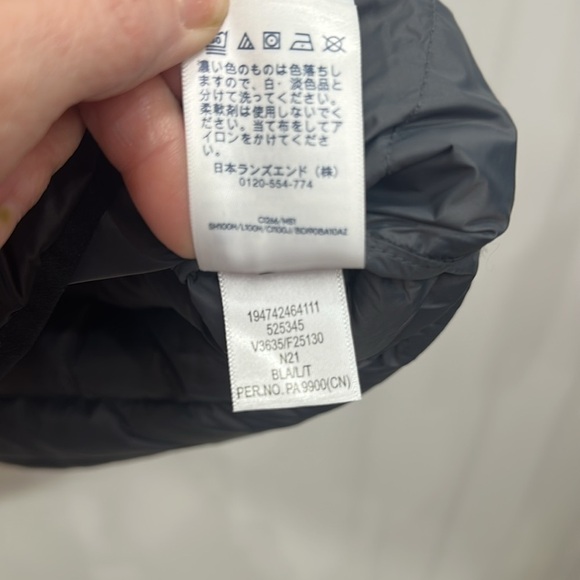 濃い色のものは色落ちし
ますので、白・淡色品と
分けて洗ってください。
柔軟剤は使用しないでく
ださい。当て布をしてア
イロンをかけてくださ
い。
日本ランズエンド（株）
0120-554-774
194742464111
525345
V3635/F25130
N21
BLA/L/T
PER.NO. PA 9900(CN)